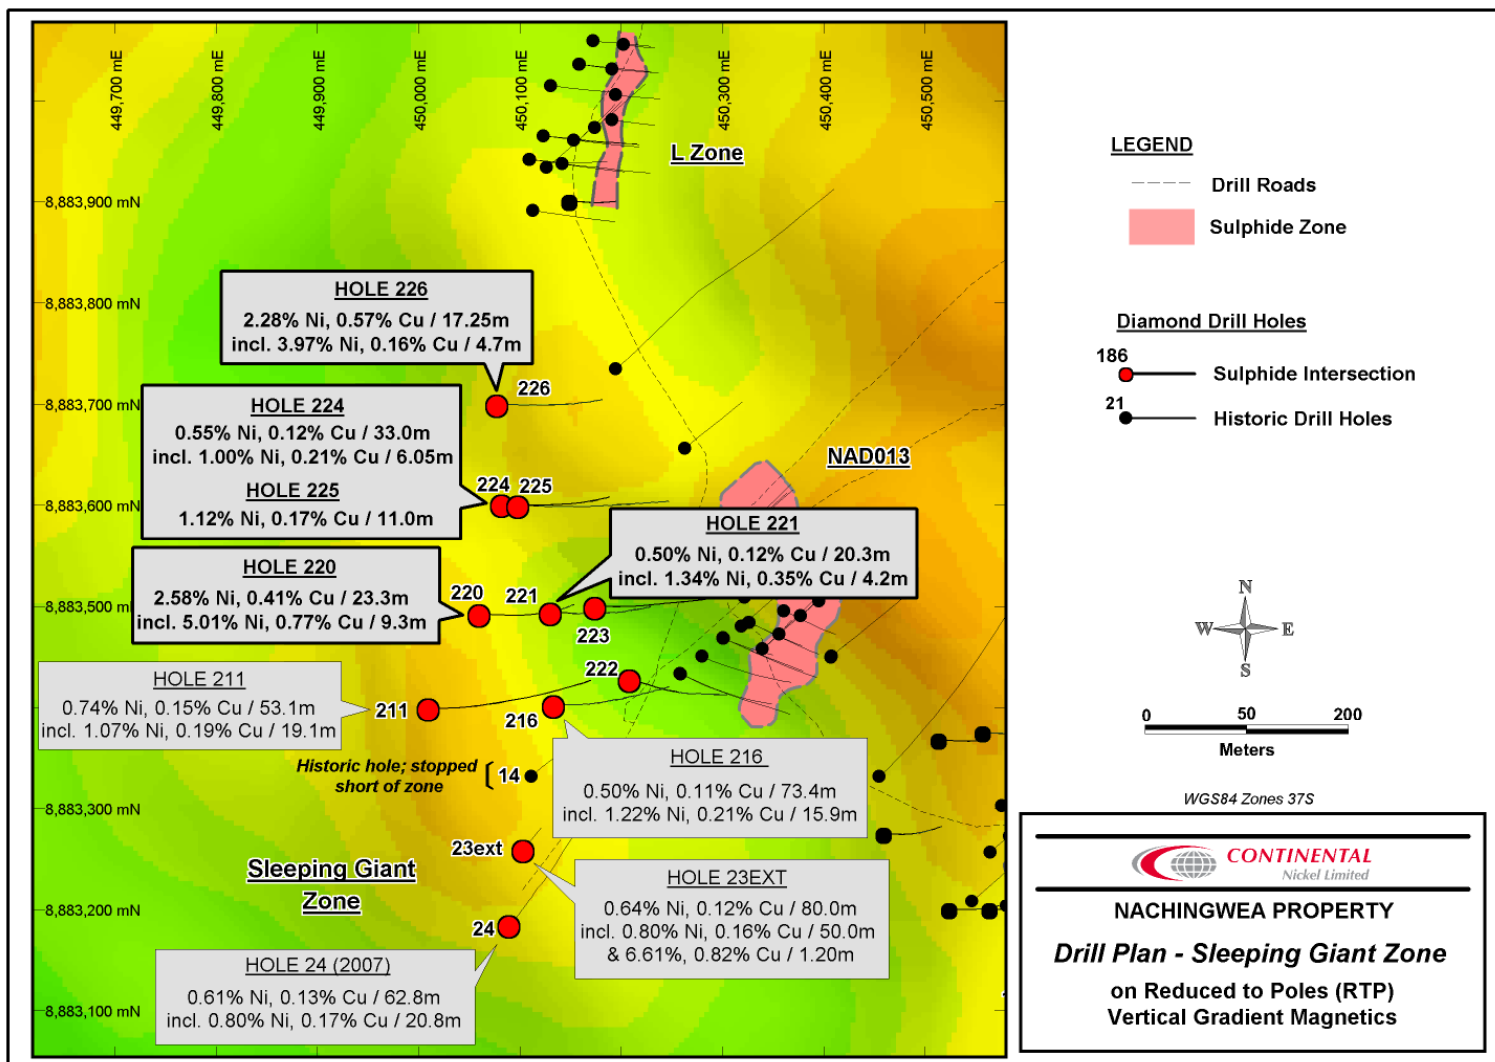 449,700 mE
449,800 mE
449,900 mE
450,000 mE
450,100 mE
450,300 mE
450,400 mE
450,500 mE
L Zone
8,883,900 mN
8,883,800 mN
HOLE 226
2.28% Ni, 0.57% Cu / 17.25m
incl. 3.97% Ni, 0.16% Cu / 4.7m
226
8,883,700 mN
HOLE 224
0.55% Ni, 0.12% Cu / 33.0m
incl. 1.00% Ni, 0.21% Cu / 6.05m
HOLE 225
1.12% Ni, 0.17% Cu / 11.0m
224
225
NAD013
8,883,600 mN
HOLE 221
0.50% Ni, 0.12% Cu / 20.3m
incl. 1.34% Ni, 0.35% Cu / 4.2m
HOLE 220
2.58% Ni, 0.41% Cu / 23.3m
incl. 5.01% Ni, 0.77% Cu / 9.3m
220
221
223
8,883,500 mN
222
HOLE 211
0.74% Ni, 0.15% Cu / 53.1m
incl. 1.07% Ni, 0.19% Cu / 19.1m
211
216
HOLE 216
0.50% Ni, 0.11% Cu / 73.4m
incl. 1.22% Ni, 0.21% Cu / 15.9m
Historic hole; stopped
short of zone
14
8,883,300 mN
23ext
HOLE 23EXT
0.64% Ni, 0.12% Cu / 80.0m
incl. 0.80% Ni, 0.16% Cu / 50.0m
& 6.61%, 0.82% Cu / 1.20m
Sleeping Giant
Zone
8,883,200 mN
24
HOLE 24 (2007)
0.61% Ni, 0.13% Cu / 62.8m
incl. 0.80% Ni, 0.17% Cu / 20.8m
8,883,100 mN
LEGEND
Drill Roads
Sulphide Zone
Diamond Drill Holes
186
Sulphide Intersection
21
Historic Drill Holes
N
W
E
S
0
50
200
Meters
WGS84 Zones 37S
CONTINENTAL
Nickel Limited
NACHINGWEA PROPERTY
Drill Plan - Sleeping Giant Zone
on Reduced to Poles (RTP)
Vertical Gradient Magnetics